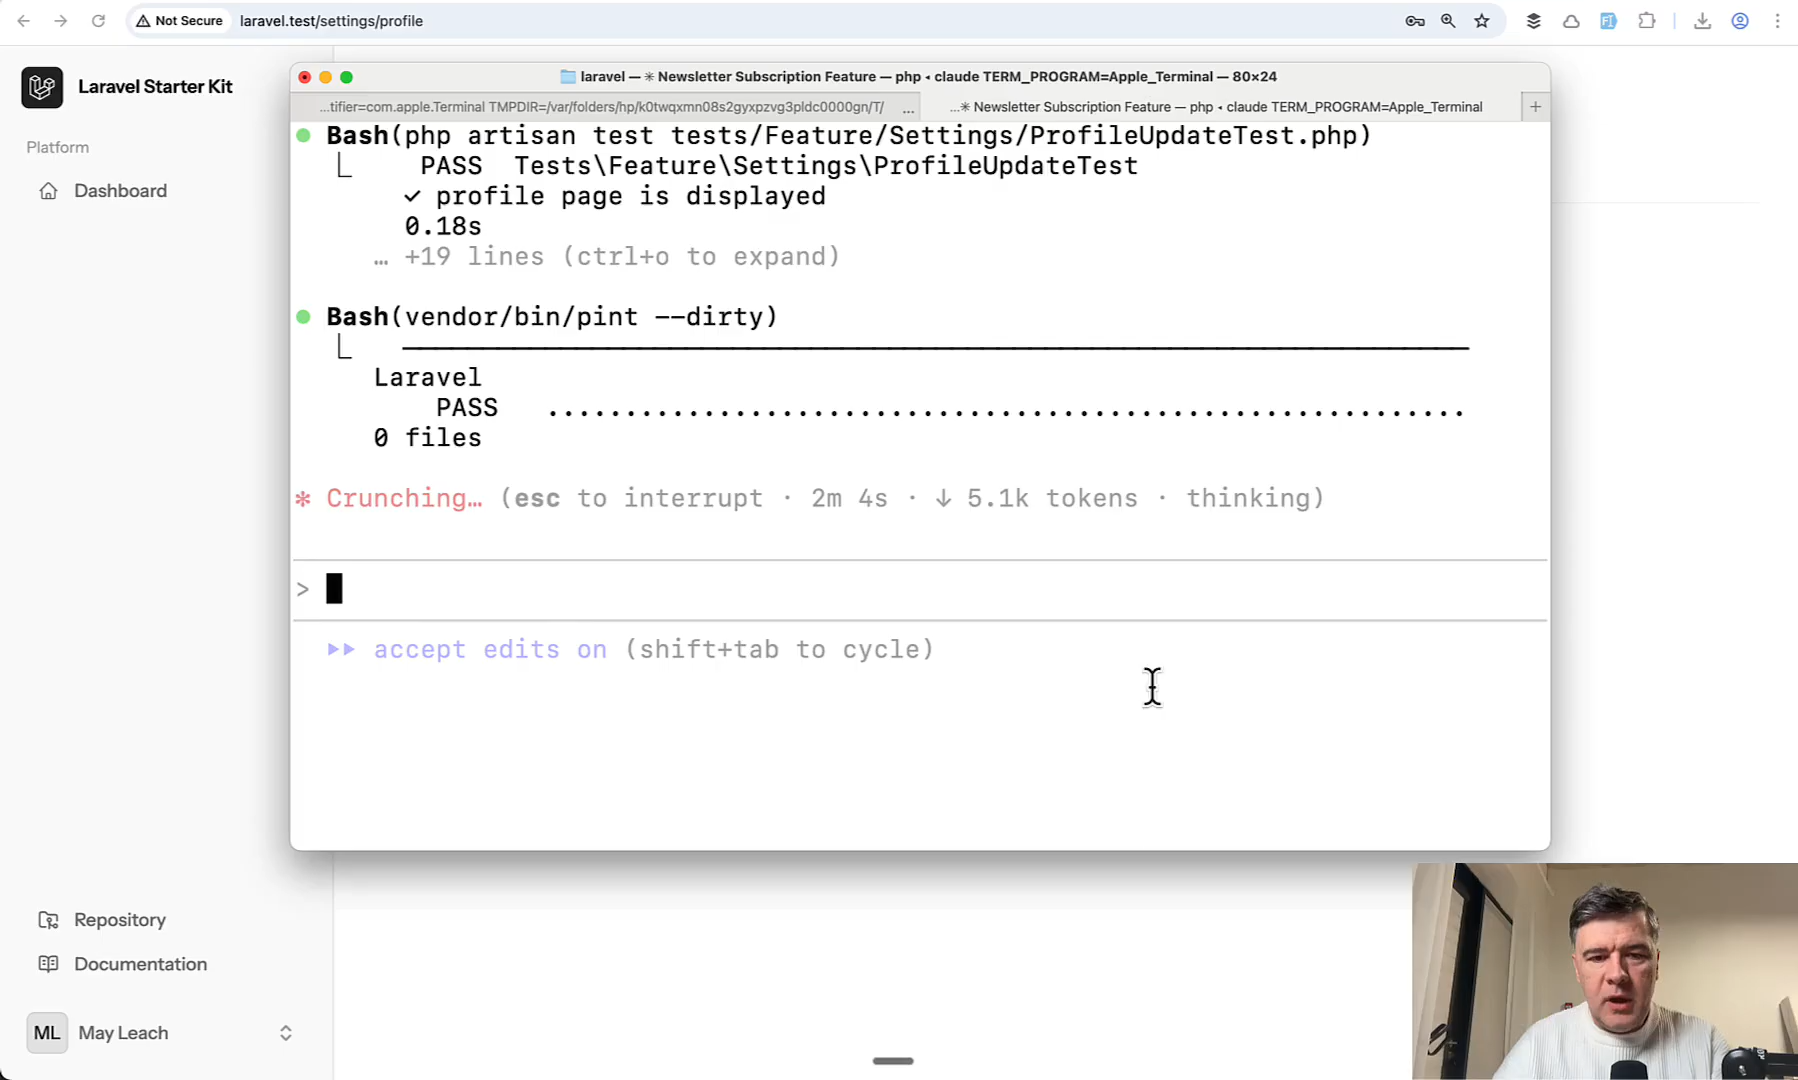 Not Secure
laravel.test/settings/profile
Laravel Starter Kit
Platform
Dashboard
laravel — ✳ Newsletter Subscription Feature — php ◂ claude TERM_PROGRAM=Apple_Terminal — 80×24
...tifier=com.apple.Terminal TMPDIR=/var/folders/hp/k0twqxmn08s2gyxpzvg3pldc0000gn/T/ ...
...✳ Newsletter Subscription Feature — php ◂ claude TERM_PROGRAM=Apple_Terminal
Bash(php artisan test tests/Feature/Settings/ProfileUpdateTest.php)
PASS Tests\Feature\Settings\ProfileUpdateTest
✓ profile page is displayed
0.18s
… +19 lines (ctrl+o to expand)
Bash(vendor/bin/pint --dirty)
Laravel
PASS ...........................................................
0 files
✻ Crunching… (esc to interrupt · 2m 4s · ↓ 5.1k tokens · thinking)
>
▸▸ accept edits on (shift+tab to cycle)
Repository
Documentation
ML May Leach